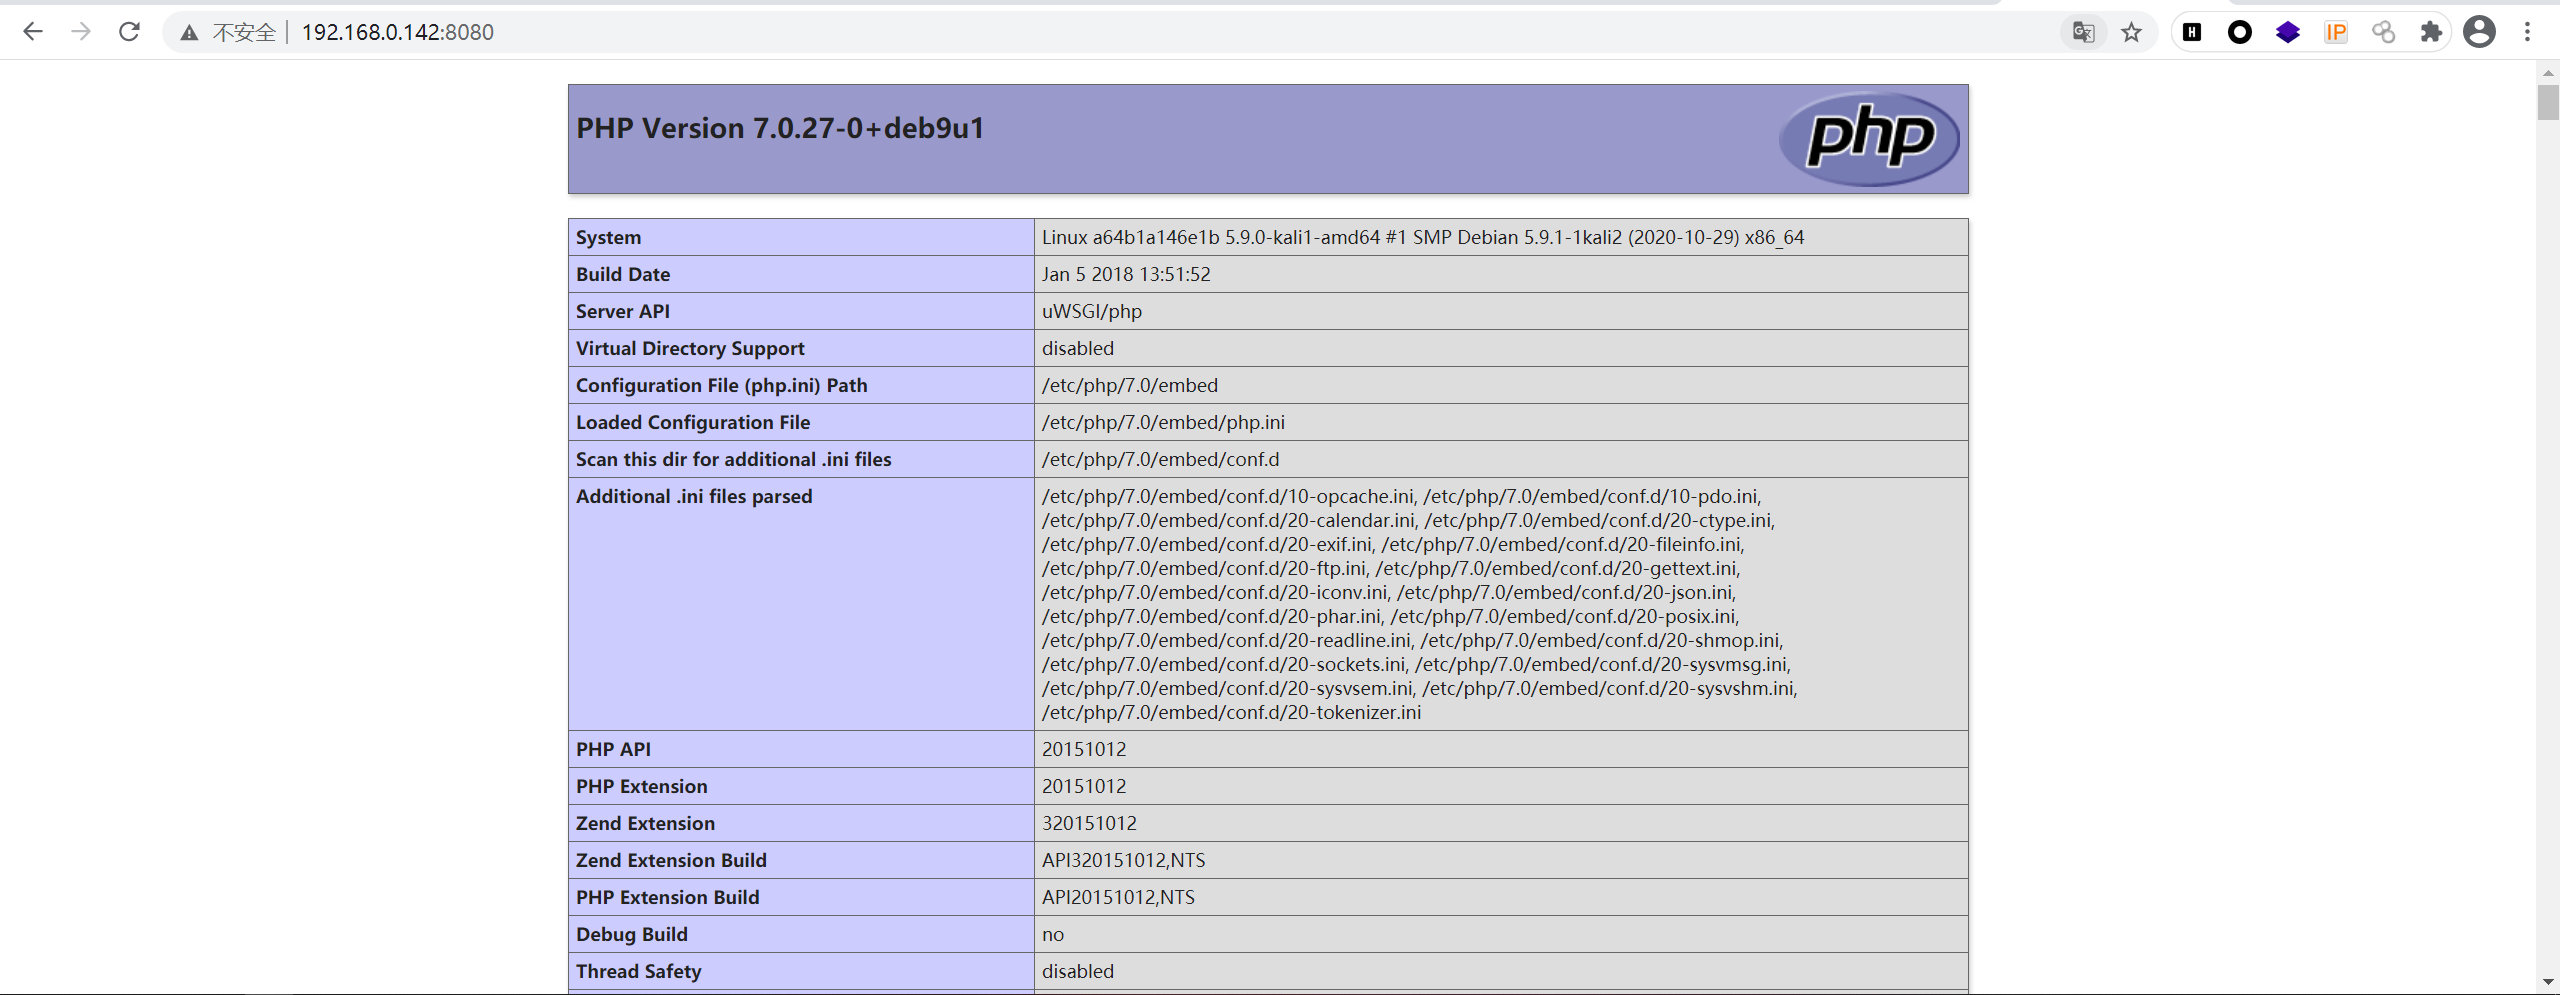 不安全 192.168.0.142:8080
H
IP
PHP Version 7.0.27-0+deb9u1
php
System Linux a64b1a146e1b 5.9.0-kali1-amd64 #1 SMP Debian 5.9.1-1kali2 (2020-10-29) x86_64
Build Date Jan 5 2018 13:51:52
Server API uWSGI/php
Virtual Directory Support disabled
Configuration File (php.ini) Path /etc/php/7.0/embed
Loaded Configuration File /etc/php/7.0/embed/php.ini
Scan this dir for additional .ini files /etc/php/7.0/embed/conf.d
Additional .ini files parsed /etc/php/7.0/embed/conf.d/10-opcache.ini, /etc/php/7.0/embed/conf.d/10-pdo.ini,
/etc/php/7.0/embed/conf.d/20-calendar.ini, /etc/php/7.0/embed/conf.d/20-ctype.ini,
/etc/php/7.0/embed/conf.d/20-exif.ini, /etc/php/7.0/embed/conf.d/20-fileinfo.ini,
/etc/php/7.0/embed/conf.d/20-ftp.ini, /etc/php/7.0/embed/conf.d/20-gettext.ini,
/etc/php/7.0/embed/conf.d/20-iconv.ini, /etc/php/7.0/embed/conf.d/20-json.ini,
/etc/php/7.0/embed/conf.d/20-phar.ini, /etc/php/7.0/embed/conf.d/20-posix.ini,
/etc/php/7.0/embed/conf.d/20-readline.ini, /etc/php/7.0/embed/conf.d/20-shmop.ini,
/etc/php/7.0/embed/conf.d/20-sockets.ini, /etc/php/7.0/embed/conf.d/20-sysvmsg.ini,
/etc/php/7.0/embed/conf.d/20-sysvsem.ini, /etc/php/7.0/embed/conf.d/20-sysvshm.ini,
/etc/php/7.0/embed/conf.d/20-tokenizer.ini
PHP API 20151012
PHP Extension 20151012
Zend Extension 320151012
Zend Extension Build API320151012,NTS
PHP Extension Build API20151012,NTS
Debug Build no
Thread Safety disabled